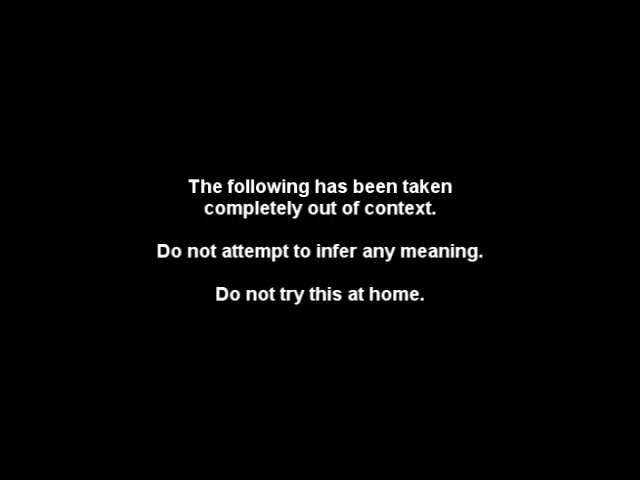 The following has been taken
completely out of context.
Do not attempt to infer any meaning.
Do not try this at home.